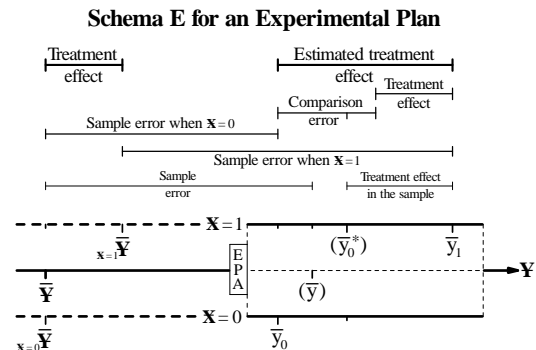 Schema E for an Experimental Plan
Treatment
effect
Estimated treatment
effect
Comparison
error
Treatment
effect
Sample error when X = 0
Sample error when X = 1
Sample
error
Treatment effect
in the sample
X = 1
X=1Ȳ
(ȳ₀*)
ȳ₁
E
P
A
Y
Ȳ
(ȳ)
X = 0
X=0Ȳ
ȳ₀